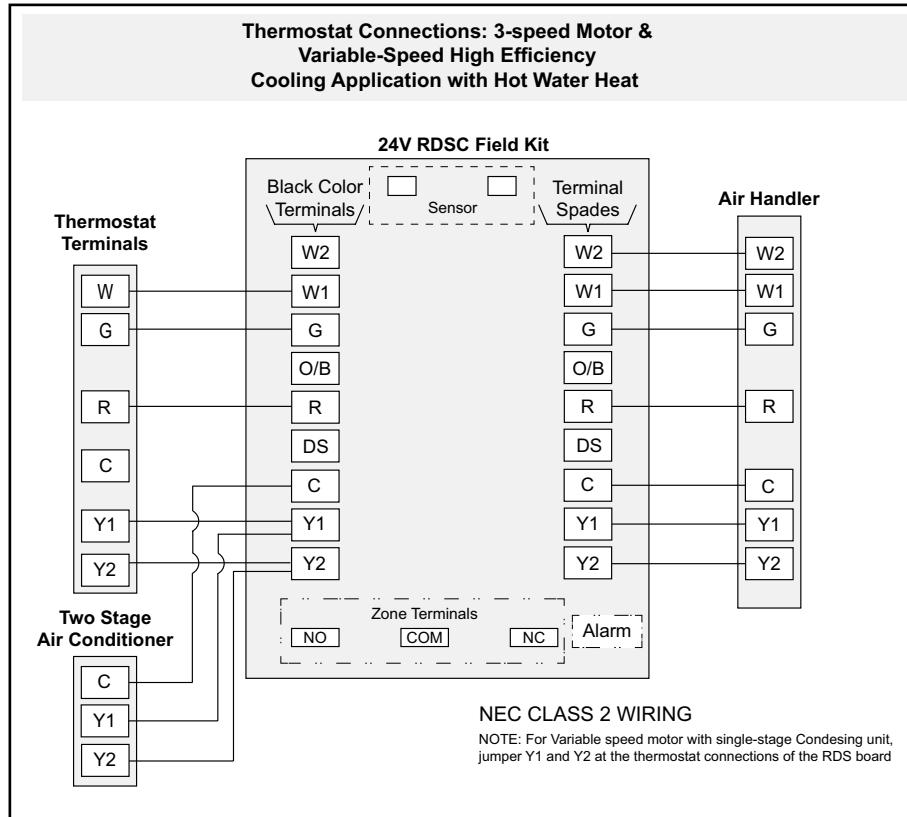 Thermostat Connections: 3-speed Motor &
Variable-Speed High Efficiency
Cooling Application with Hot Water Heat
24V RDSC Field Kit
Black Color
Terminals
Sensor
Terminal
Spades
Air Handler
Thermostat
Terminals
W
G
R
C
Y1
Y2
W2
W1
G
O/B
R
DS
C
Y1
Y2
W2
W1
G
O/B
R
DS
C
Y1
Y2
W2
W1
G
R
C
Y1
Y2
Two Stage
Air Conditioner
C
Y1
Y2
Zone Terminals
NO
COM
NC
Alarm
NEC CLASS 2 WIRING
NOTE: For Variable speed motor with single-stage Condesing unit,
jumper Y1 and Y2 at the thermostat connections of the RDS board